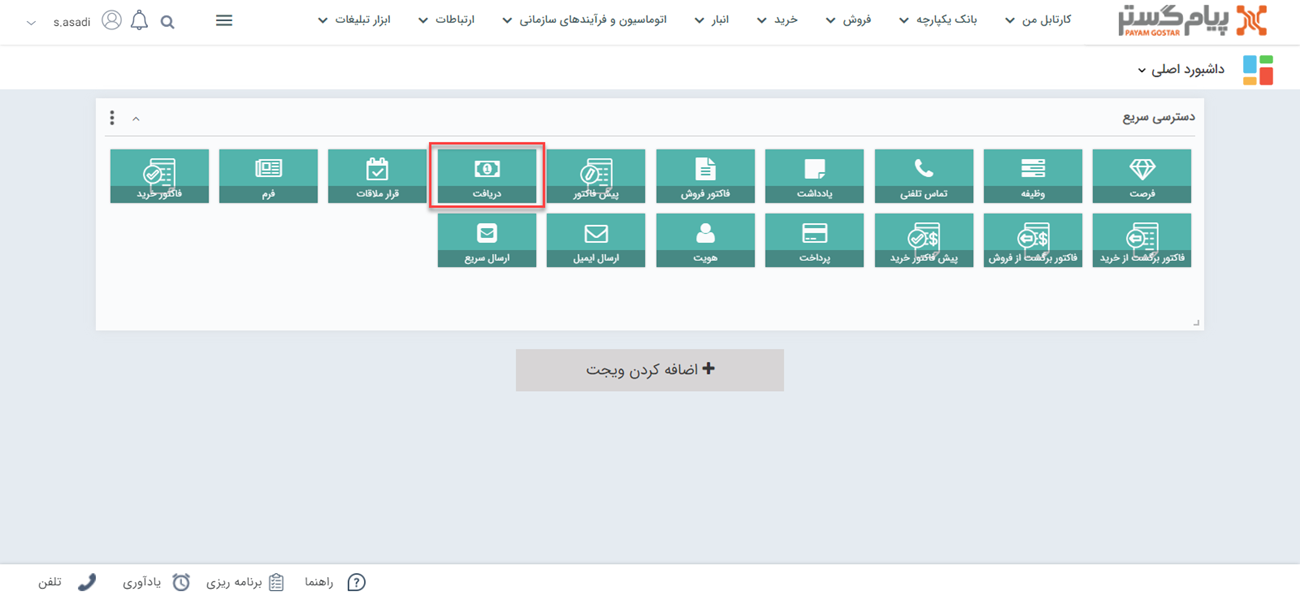 پیام گستر
PAYAM GOSTAR
کارتابل من
بانک یکپارچه
فروش
خرید
انبار
اتوماسیون و فرآیندهای سازمانی
ارتباطات
ابزار تبلیغات
s.asadi
داشبورد اصلی
دسترسی سریع
فرصت
وظیفه
تماس تلفنی
یادداشت
فاکتور فروش
پیش فاکتور
دریافت
قرار ملاقات
فرم
فاکتور خرید
فاکتور برگشت از خرید
فاکتور برگشت از فروش
پیش فاکتور خرید
پرداخت
هویت
ارسال ایمیل
ارسال سریع
+ اضافه کردن ویجت
راهنما
برنامه ریزی
یادآوری
تلفن